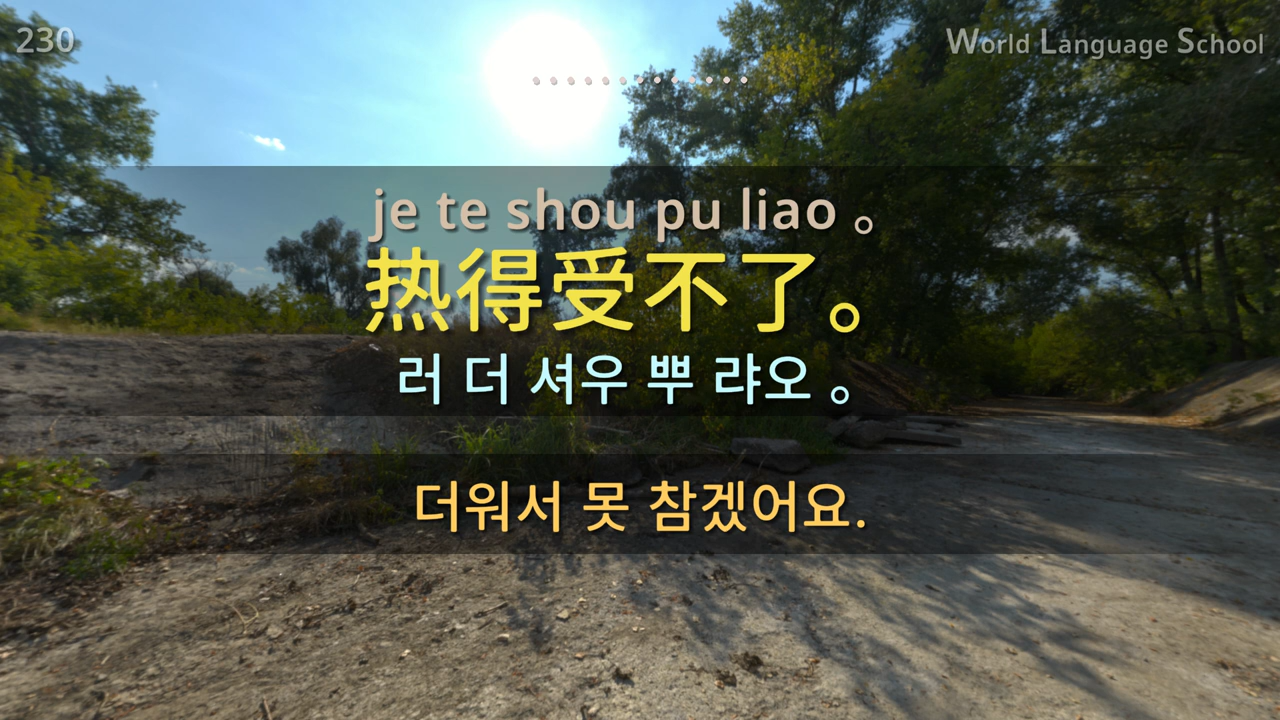 230
World Language School
je te shou pu liao 。
热得受不了。
러 더 셔우 뿌 랴오 。
더워서 못 참겠어요.